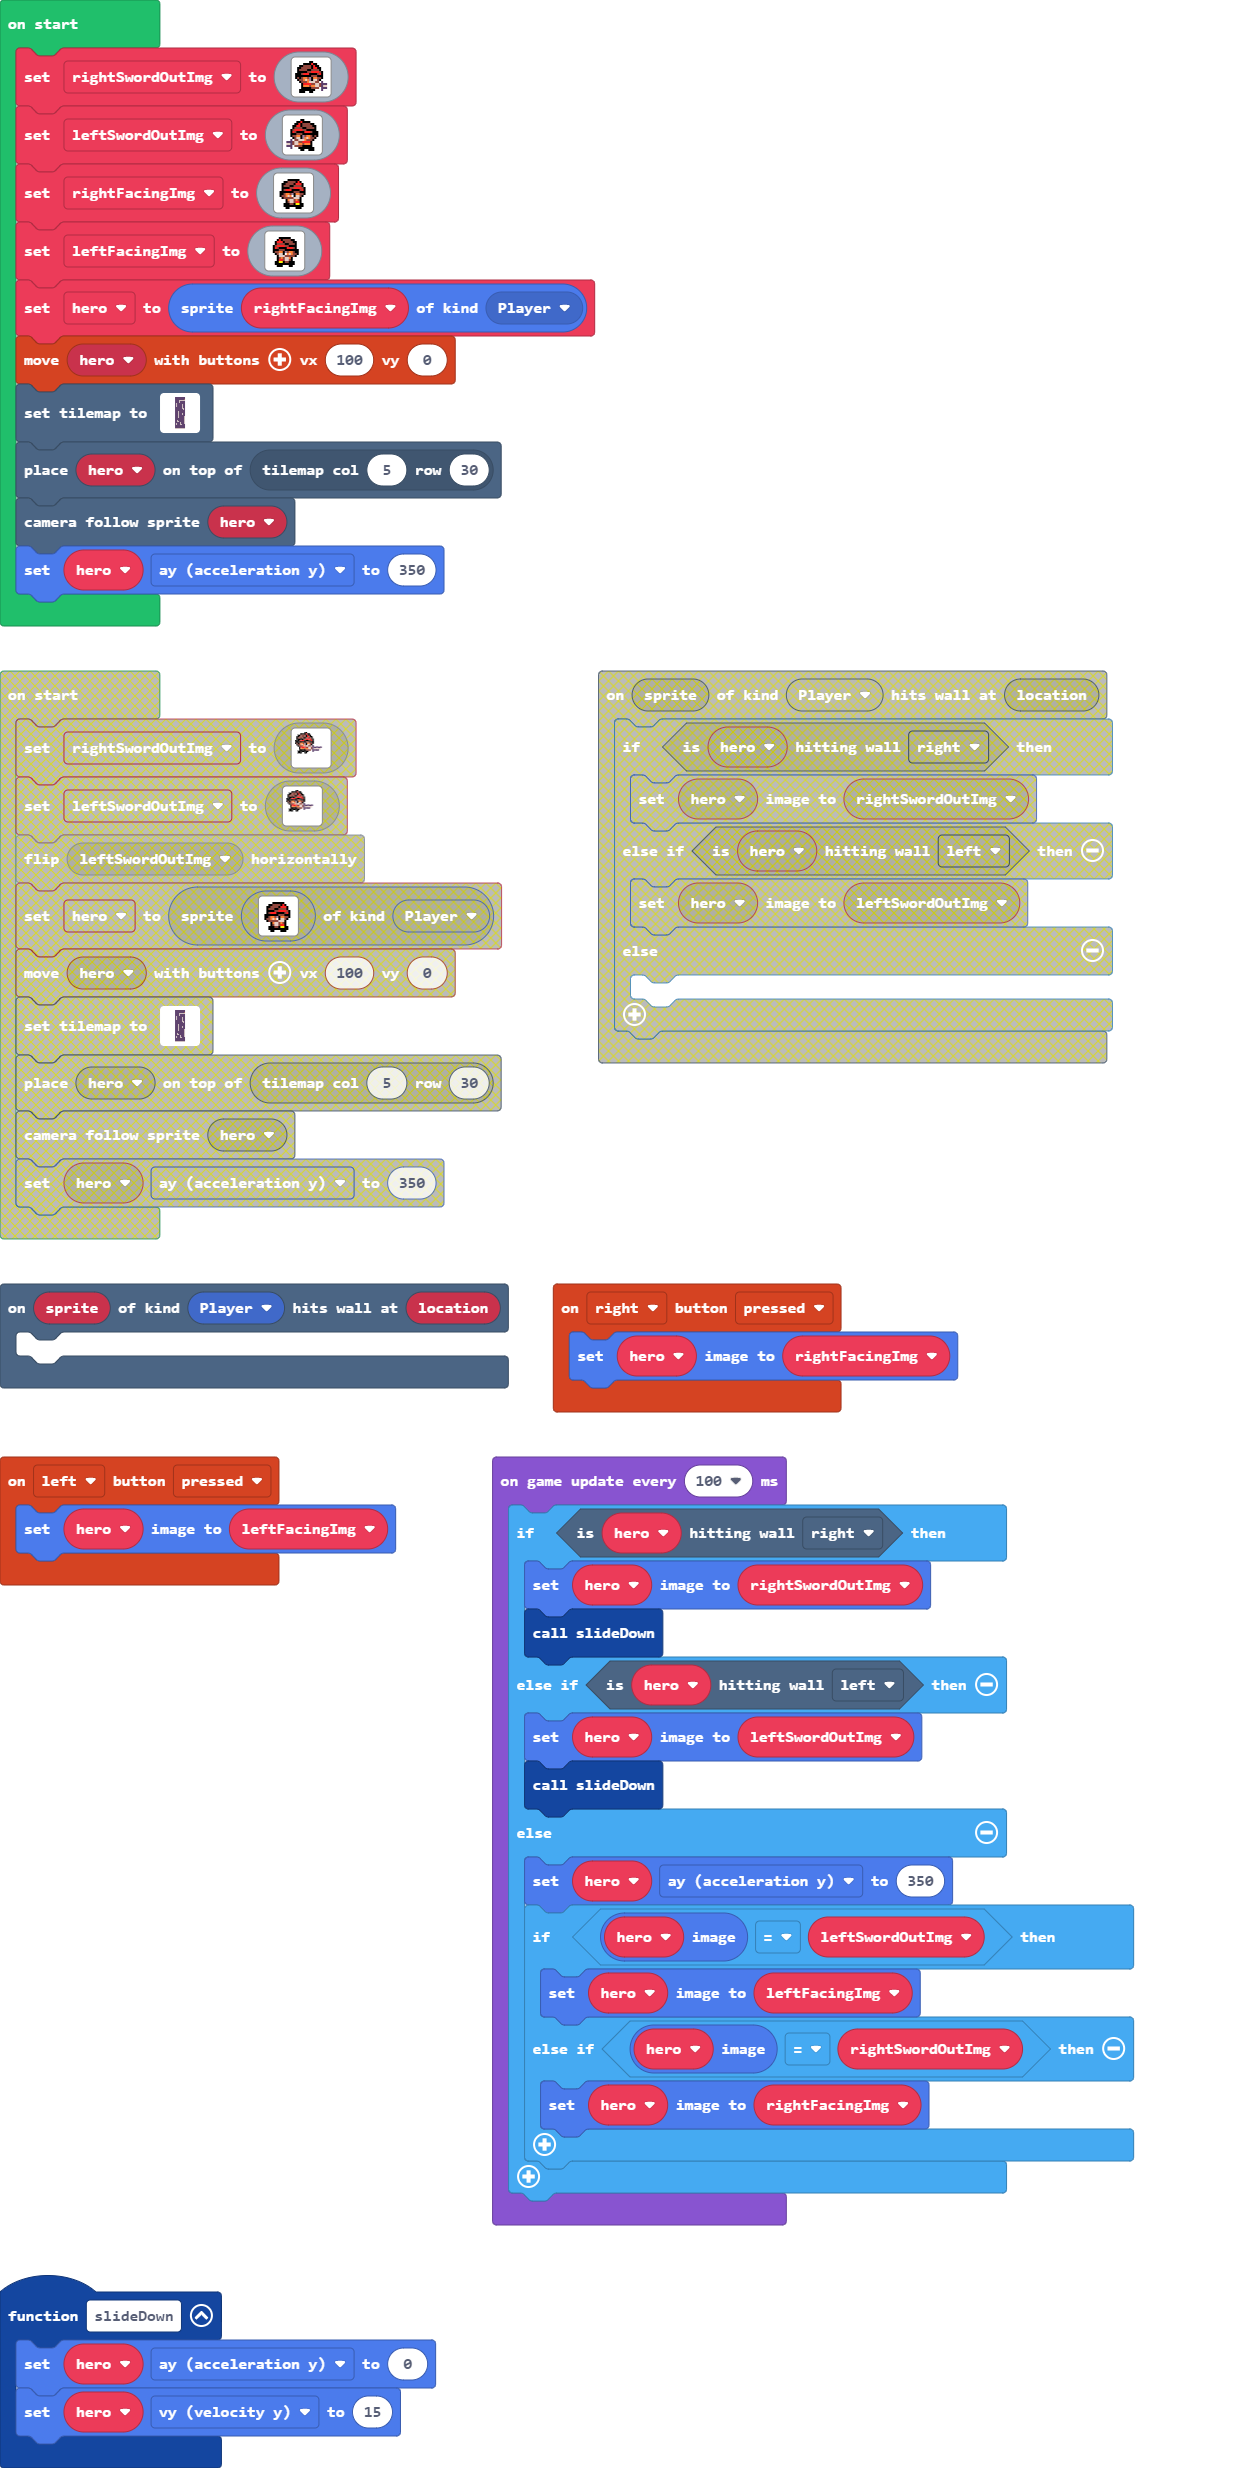 on start
set rightSwordOutImg to
set leftSwordOutImg to
set rightFacingImg to
set leftFacingImg to
set hero to sprite rightFacingImg of kind Player
move hero with buttons vx 100 vy 0
set tilemap to
place hero on top of tilemap col 5 row 30
camera follow sprite hero
set hero ay (acceleration y) to 350
on start
set rightSwordOutImg to
set leftSwordOutImg to
flip leftSwordOutImg horizontally
set hero to sprite of kind Player
move hero with buttons vx 100 vy 0
set tilemap to
place hero on top of tilemap col 5 row 30
camera follow sprite hero
set hero ay (acceleration y) to 350
on sprite of kind Player hits wall at location
if is hero hitting wall right then
set hero image to rightSwordOutImg
else if is hero hitting wall left then
set hero image to leftSwordOutImg
else
on sprite of kind Player hits wall at location
on right button pressed
set hero image to rightFacingImg
on left button pressed
set hero image to leftFacingImg
on game update every 100 ms
if is hero hitting wall right then
set hero image to rightSwordOutImg
call slideDown
else if is hero hitting wall left then
set hero image to leftSwordOutImg
call slideDown
else
set hero ay (acceleration y) to 350
if hero image = leftSwordOutImg then
set hero image to leftFacingImg
else if hero image = rightSwordOutImg then
set hero image to rightFacingImg
function slideDown
set hero ay (acceleration y) to 0
set hero vy (velocity y) to 15